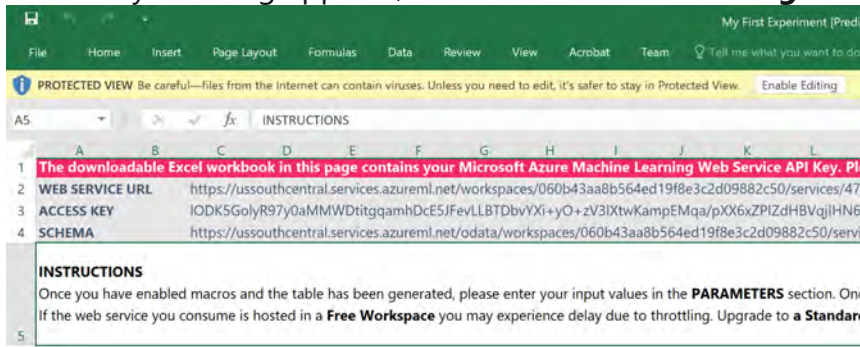 My First Experiment [Predi
File Home Insert Page Layout Formulas Data Review View Acrobat Team Tell me what you want to do
PROTECTED VIEW Be careful—files from the Internet can contain viruses. Unless you need to edit, it's safer to stay in Protected View. Enable Editing
A5 fx INSTRUCTIONS
A B C D E F G H I J K L
1 The downloadable Excel workbook in this page contains your Microsoft Azure Machine Learning Web Service API Key. Pl
2 WEB SERVICE URL https://ussouthcentral.services.azureml.net/workspaces/060b43aa8b564ed19f8e3c2d09882c50/services/47
3 ACCESS KEY
4 SCHEMA https://ussouthcentral.services.azureml.net/odata/workspaces/060b43aa8b564ed19f8e3c2d09882c50/servi
INSTRUCTIONS
Once you have enabled macros and the table has been generated, please enter your input values in the PARAMETERS section. On
If the web service you consume is hosted in a Free Workspace you may experience delay due to throttling. Upgrade to a Standar
5